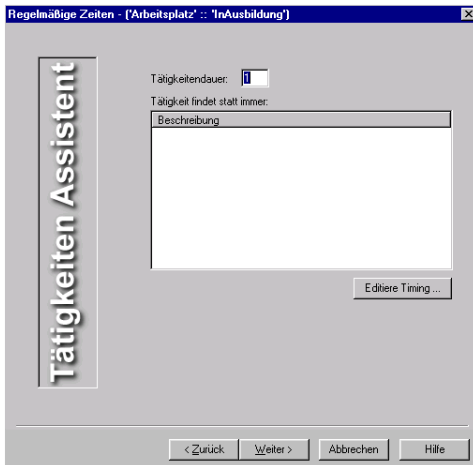 Regelmäßige Zeiten - ('Arbeitsplatz' :: 'InAusbildung')
Tätigkeiten Assistent
Tätigkeitendauer: 1
Tätigkeit findet statt immer:
Beschreibung
Editiere Timing ...
< Zurück Weiter > Abbrechen Hilfe